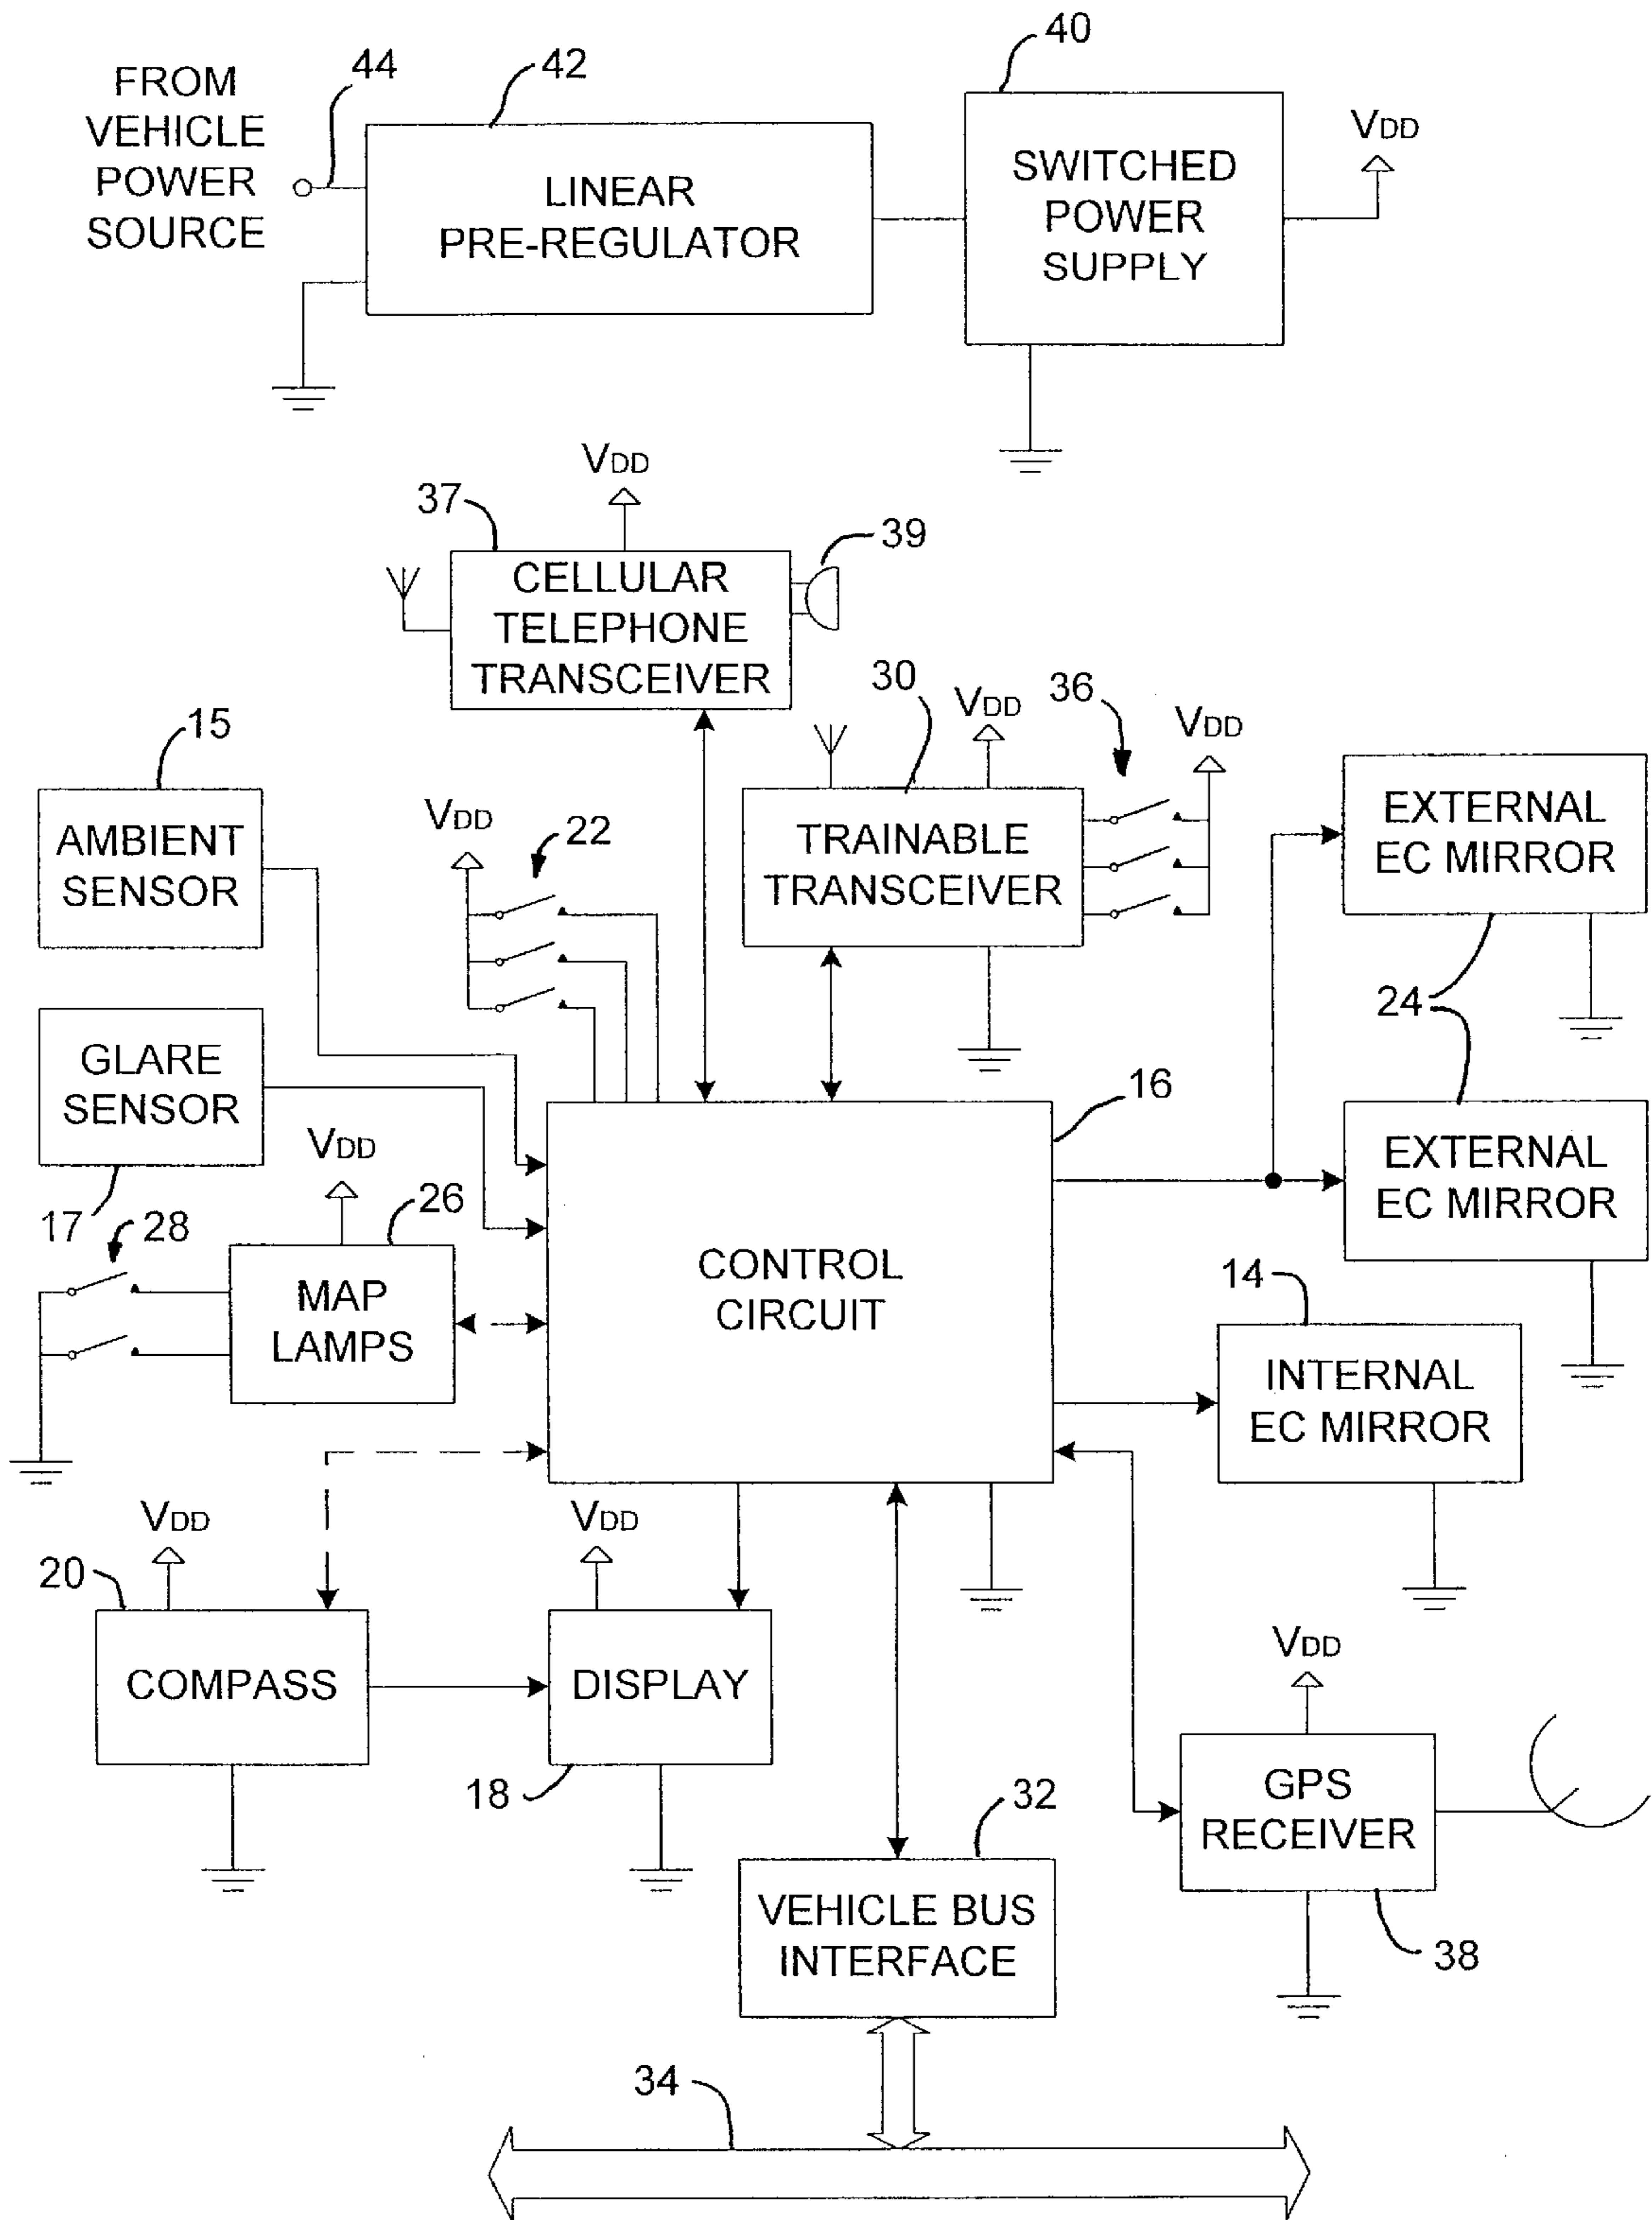 FROM
VEHICLE
POWER
SOURCE
44
42
LINEAR
PRE-REGULATOR
40
SWITCHED
POWER
SUPPLY
VDD
VDD
37
39
CELLULAR
TELEPHONE
TRANSCEIVER
30
VDD
36
VDD
15
AMBIENT
SENSOR
VDD
22
TRAINABLE
TRANSCEIVER
EXTERNAL
EC MIRROR
24
GLARE
SENSOR
17
16
EXTERNAL
EC MIRROR
VDD
28
26
MAP
LAMPS
CONTROL
CIRCUIT
14
INTERNAL
EC MIRROR
VDD
20
COMPASS
VDD
DISPLAY
18
VDD
GPS
RECEIVER
38
32
VEHICLE BUS
INTERFACE
34